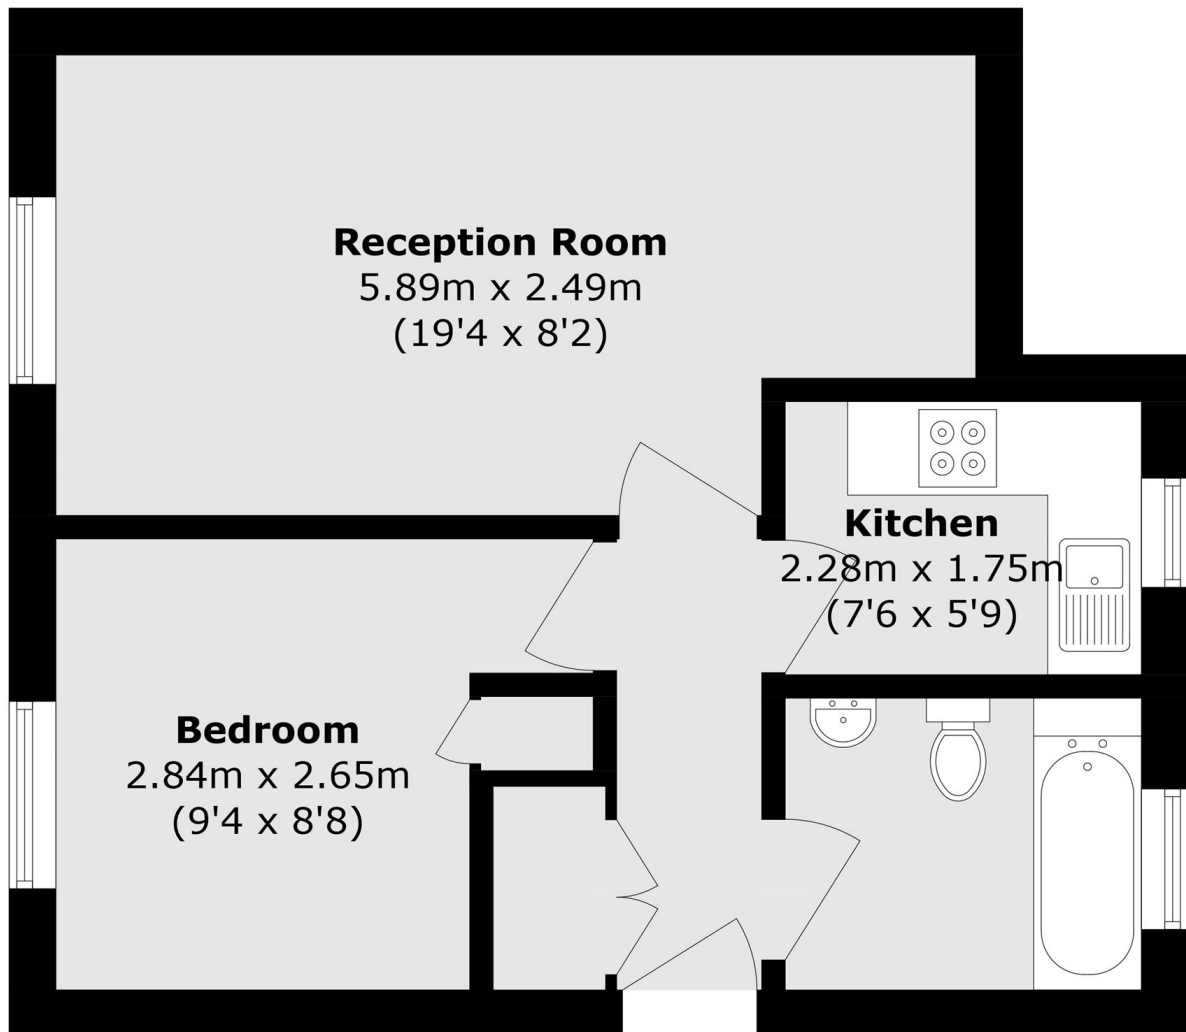 Reception Room
5.89m x 2.49m
(19'4 x 8'2)
Kitchen
2.28m x 1.75m
(7'6 x 5'9)
Bedroom
2.84m x 2.65m
(9'4 x 8'8)